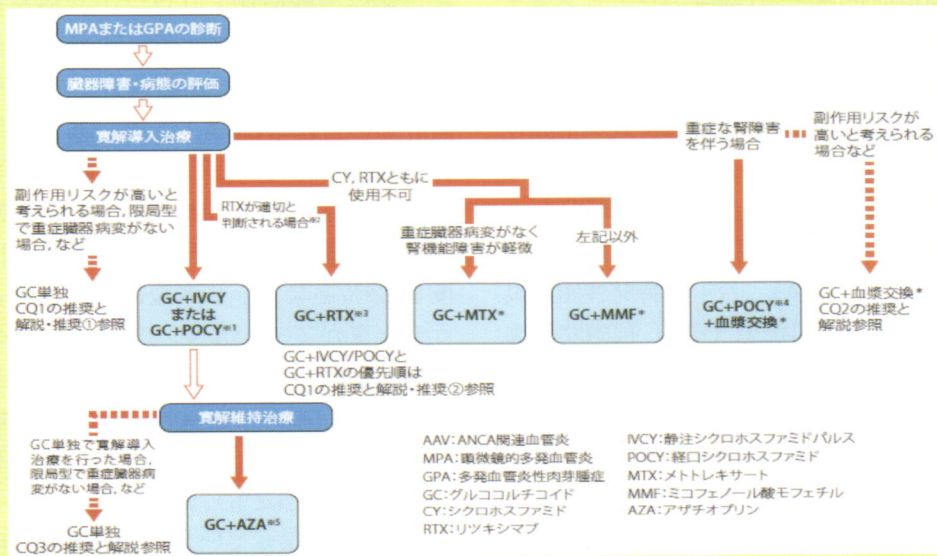 MPAまたはGPAの診断
臓器障害・病態の評価
寛解導入治療
副作用リスクが高いと
考えられる場合, 限局型
で重症臓器病変がない
場合, など
RTXが適切と
判断される場合※2
CY, RTXともに
使用不可
重症臓器病変がなく
腎機能障害が軽微
左記以外
重症な腎障害
を伴う場合
副作用リスクが
高いと考えられる
場合など
GC単独
CQ1の推奨と
解説・推奨①参照
GC+IVCY
または
GC+POCY※1
GC+RTX※3
GC+MTX*
GC+MMF*
GC+POCY※4
+血漿交換*
GC+血漿交換*
CQ2の推奨と
解説参照
GC+IVCY/POCYと
GC+RTXの優先順は
CQ1の推奨と解説・推奨②参照
寛解維持治療
GC単独で寛解導入
治療を行った場合,
限局型で重症臓器病
変がない場合, など
GC単独
CQ3の推奨と解説参照
GC+AZA※5
AAV:ANCA関連血管炎
MPA:顕微鏡的多発血管炎
GPA:多発血管炎性肉芽腫症
GC:グルココルチコイド
CY:シクロホスファミド
RTX:リツキシマブ
IVCY:静注シクロホスファミドパルス
POCY:経口シクロホスファミド
MTX:メトトレキサート
MMF:ミコフェノール酸モフェチル
AZA:アザチオプリン